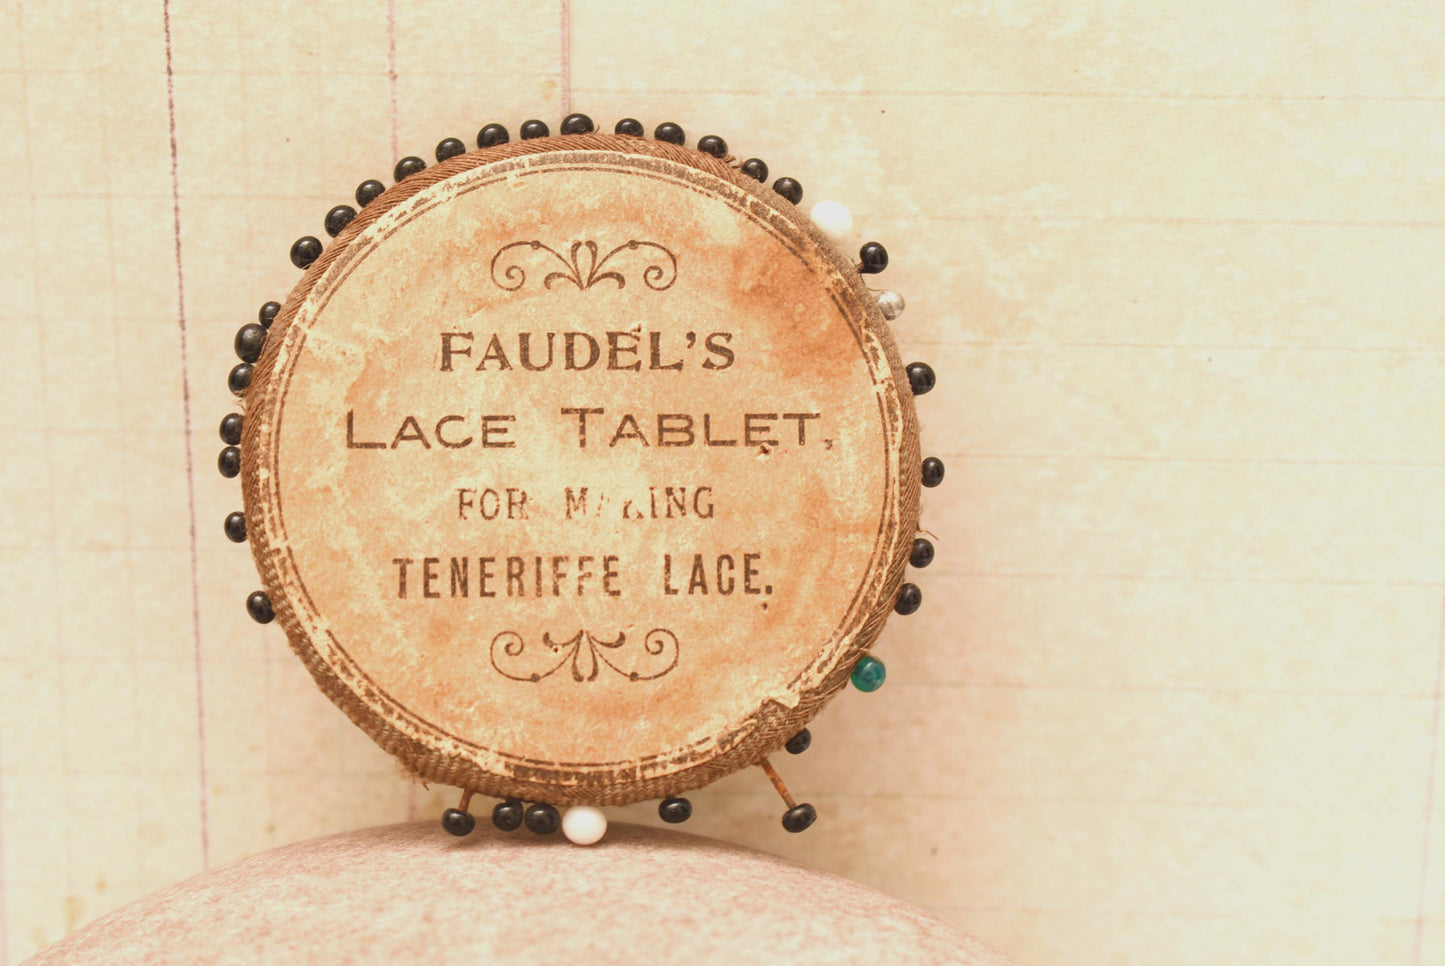 FAUDEL'S
LACE TABLET,
FOR MAKING
TENERIFFE LACE.